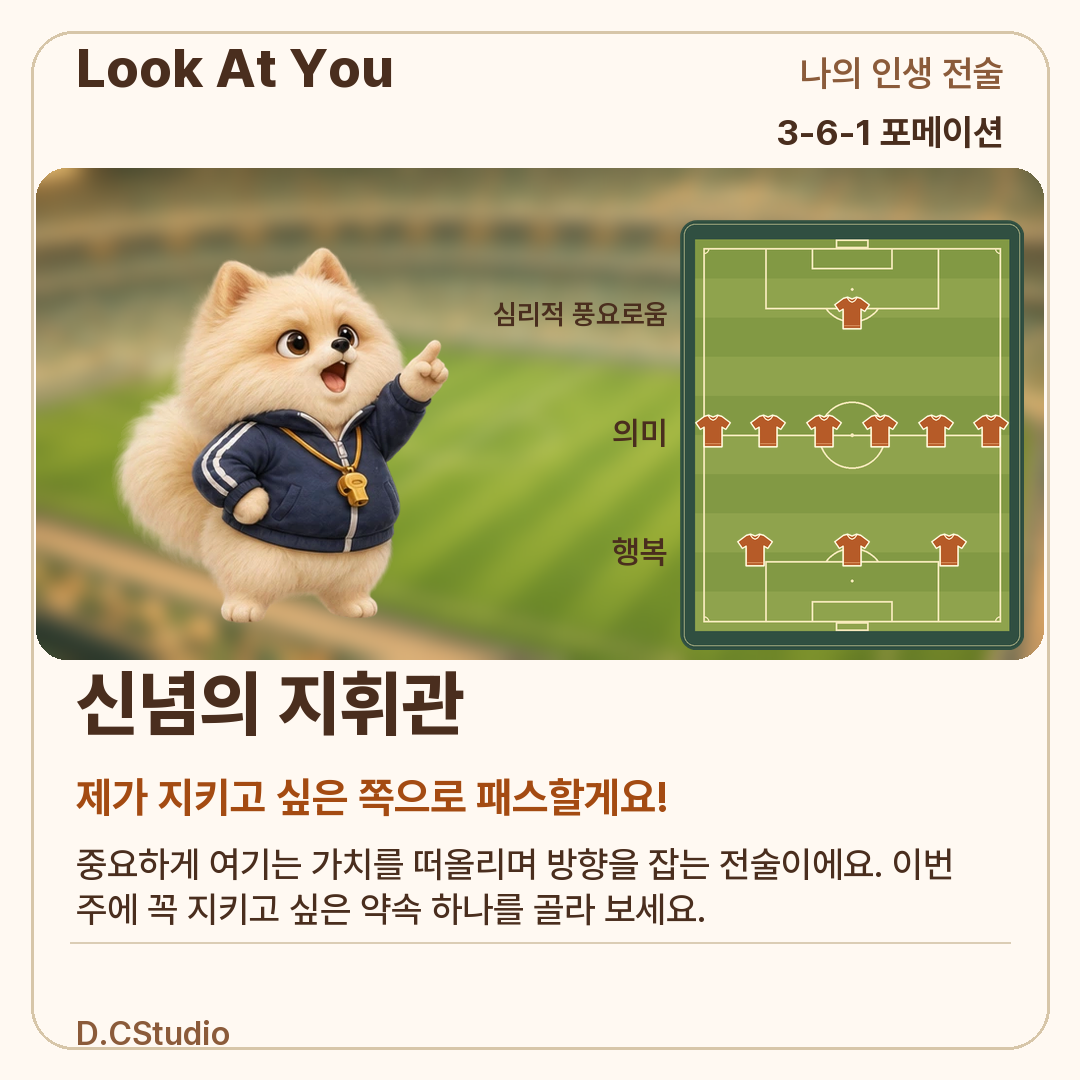 Look At You
나의 인생 전술
3-6-1 포메이션
심리적 풍요로움
의미
행복
신념의 지휘관
제가 지키고 싶은 쪽으로 패스할게요!
중요하게 여기는 가치를 떠올리며 방향을 잡는 전술이에요. 이번
주에 꼭 지키고 싶은 약속 하나를 골라 보세요.
D.CStudio